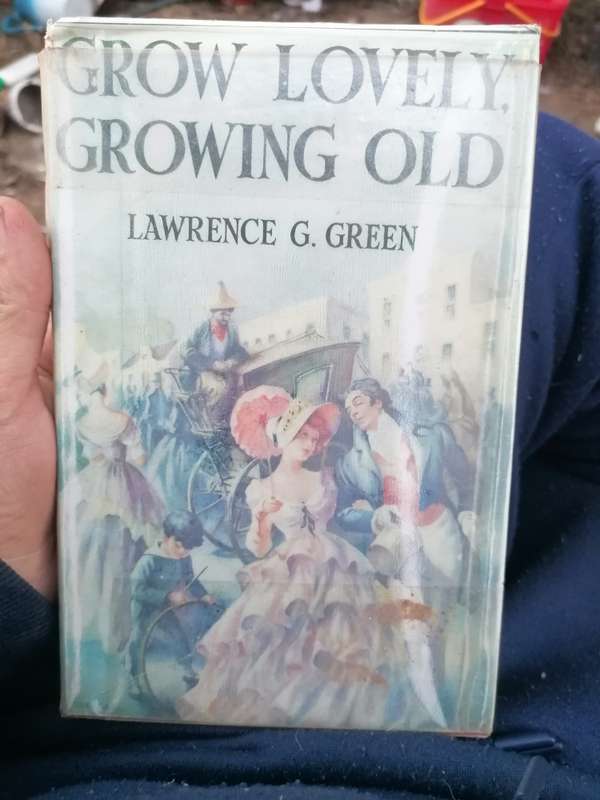 GROW LOVELY,
GROWING OLD
LAWRENCE G. GREEN